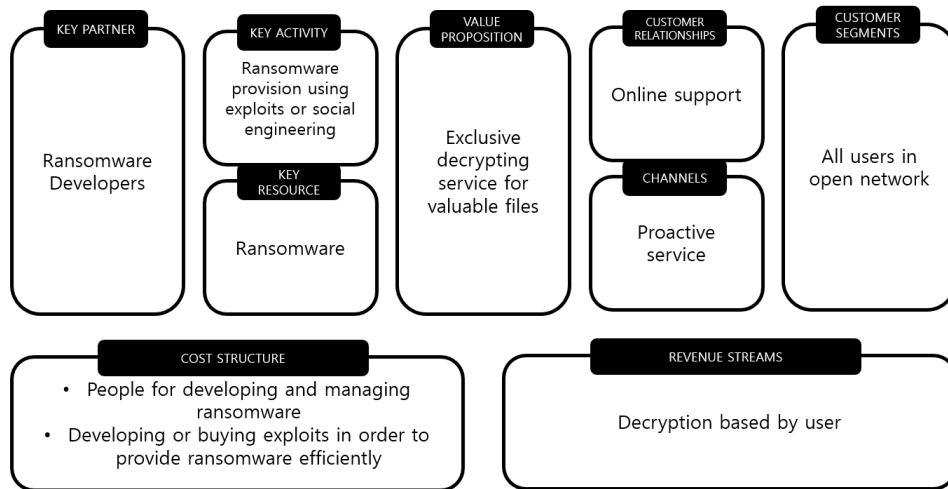 KEY PARTNER
Ransomware
Developers
KEY ACTIVITY
Ransomware
provision using
exploits or social
engineering
KEY
RESOURCE
Ransomware
VALUE
PROPOSITION
Exclusive
decrypting
service for
valuable files
CUSTOMER
RELATIONSHIPS
Online support
CHANNELS
Proactive
service
CUSTOMER
SEGMENTS
All users in
open network
COST STRUCTURE
• People for developing and managing
ransomware
• Developing or buying exploits in order to
provide ransomware efficiently
REVENUE STREAMS
Decryption based by user